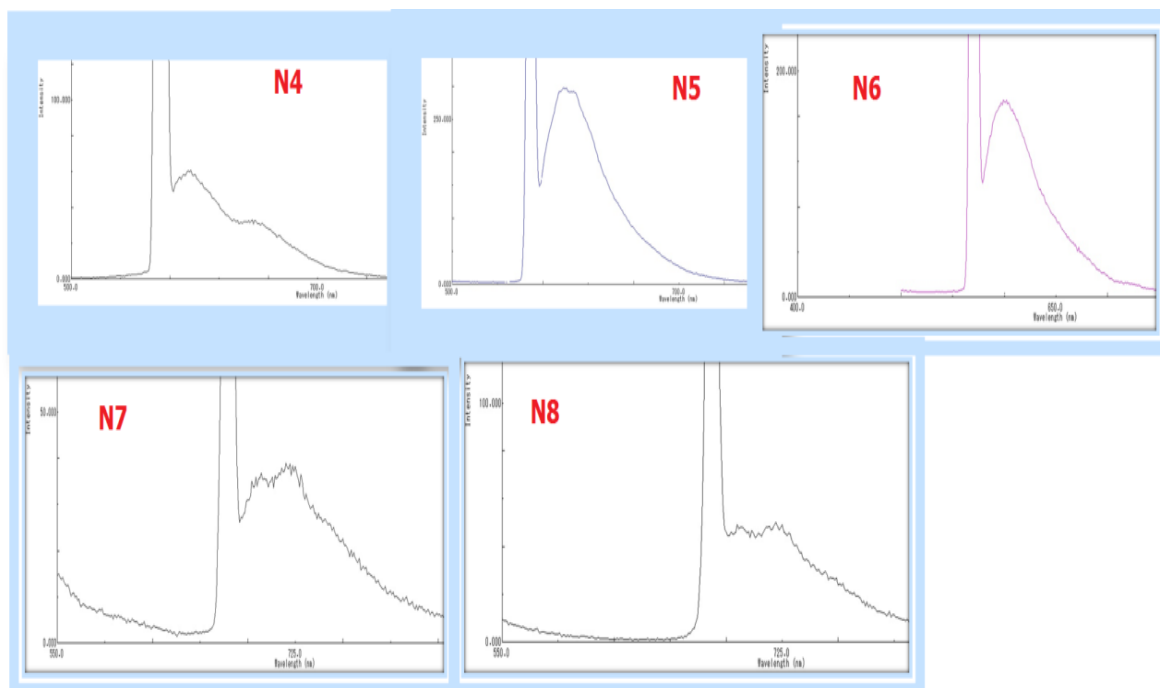 N4
Intensity
100.000
0.000
500.0
700.0
Wavelength (nm)
N5
Intensity
250.000
0.000
500.0
700.0
Wavelength (nm)
N6
Intensity
200.000
0.000
400.0
650.0
Wavelength (nm)
N7
Intensity
50.000
0.000
550.0
725.0
Wavelength (nm)
N8
Intensity
100.000
0.000
550.0
725.0
Wavelength (nm)